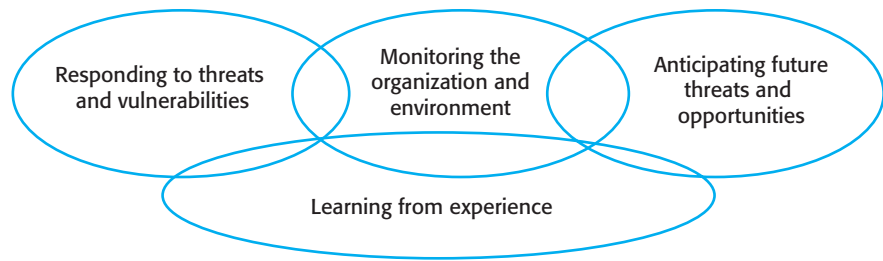 Responding to threats
and vulnerabilities
Monitoring the
organization and
environment
Anticipating future
threats and
opportunities
Learning from experience